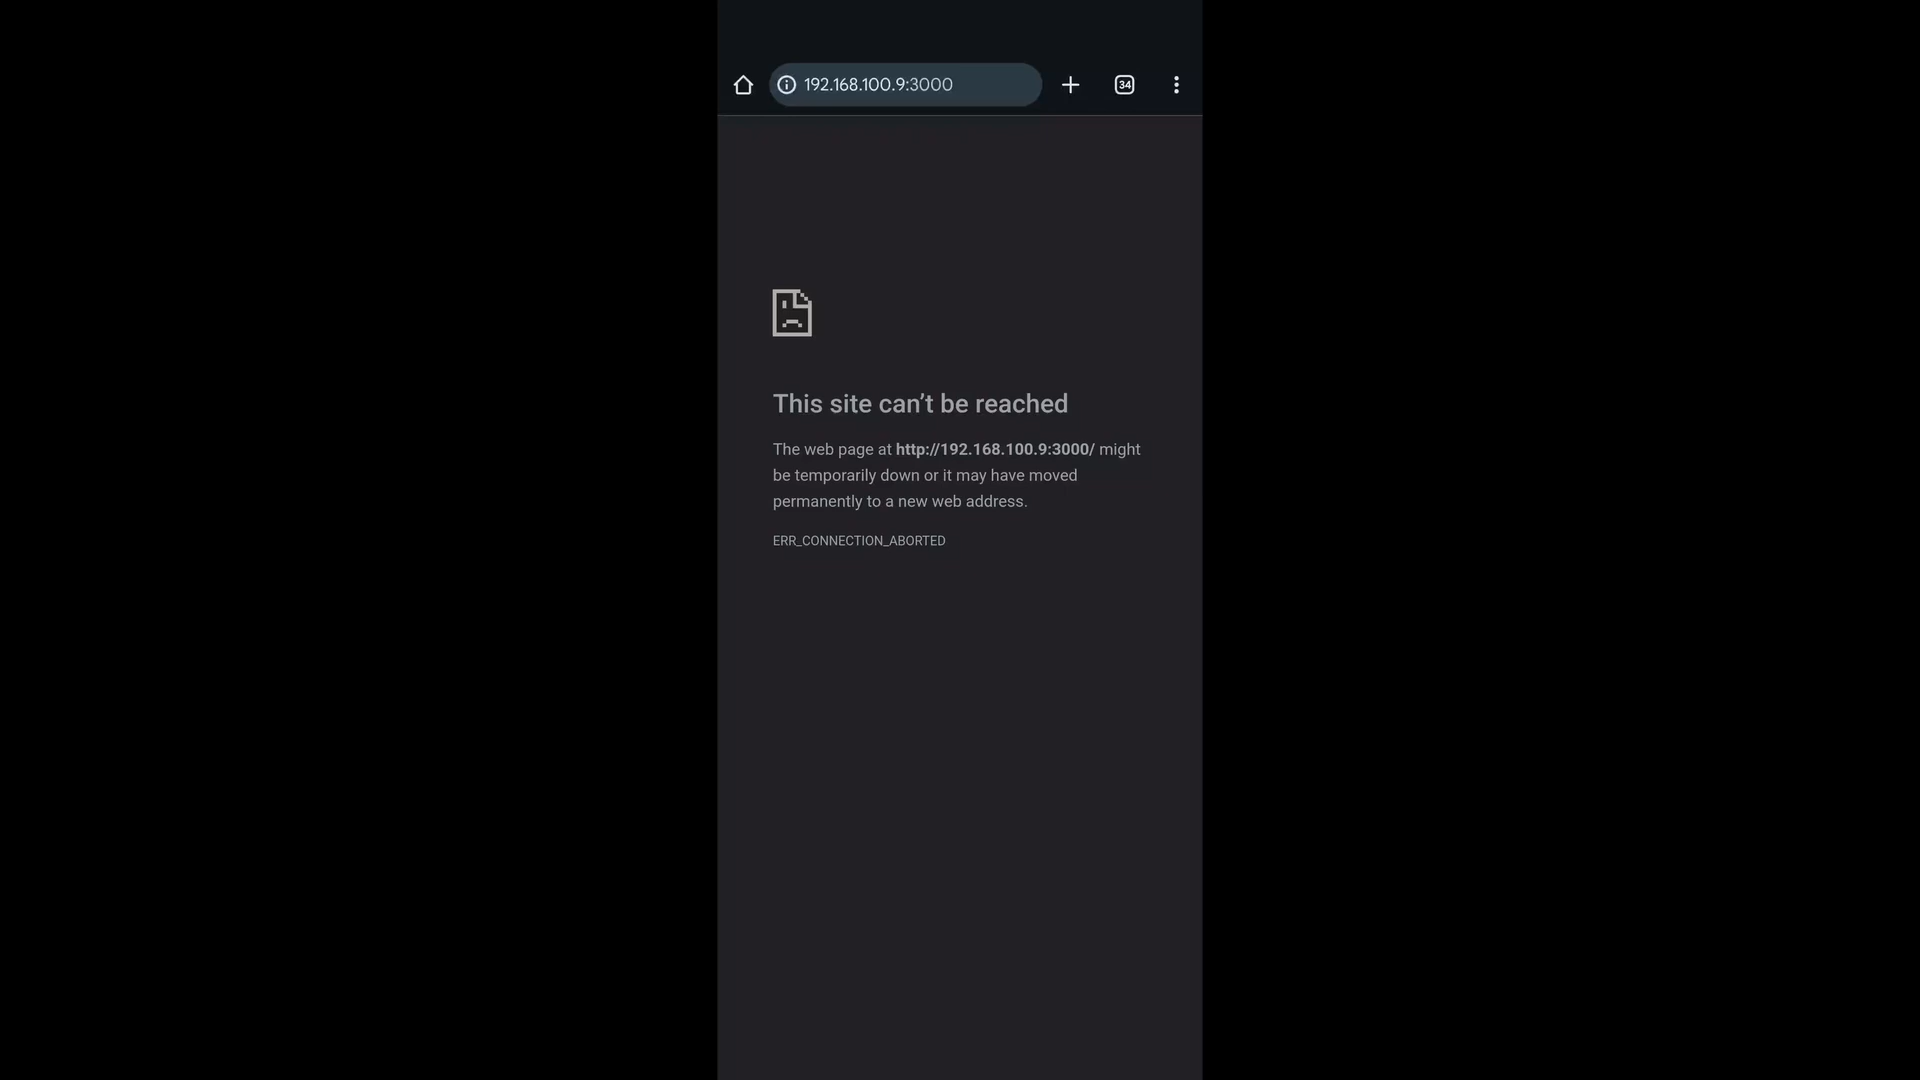 192.168.100.9:3000
34
This site can’t be reached
The web page at http://192.168.100.9:3000/ might
be temporarily down or it may have moved
permanently to a new web address.
ERR_CONNECTION_ABORTED